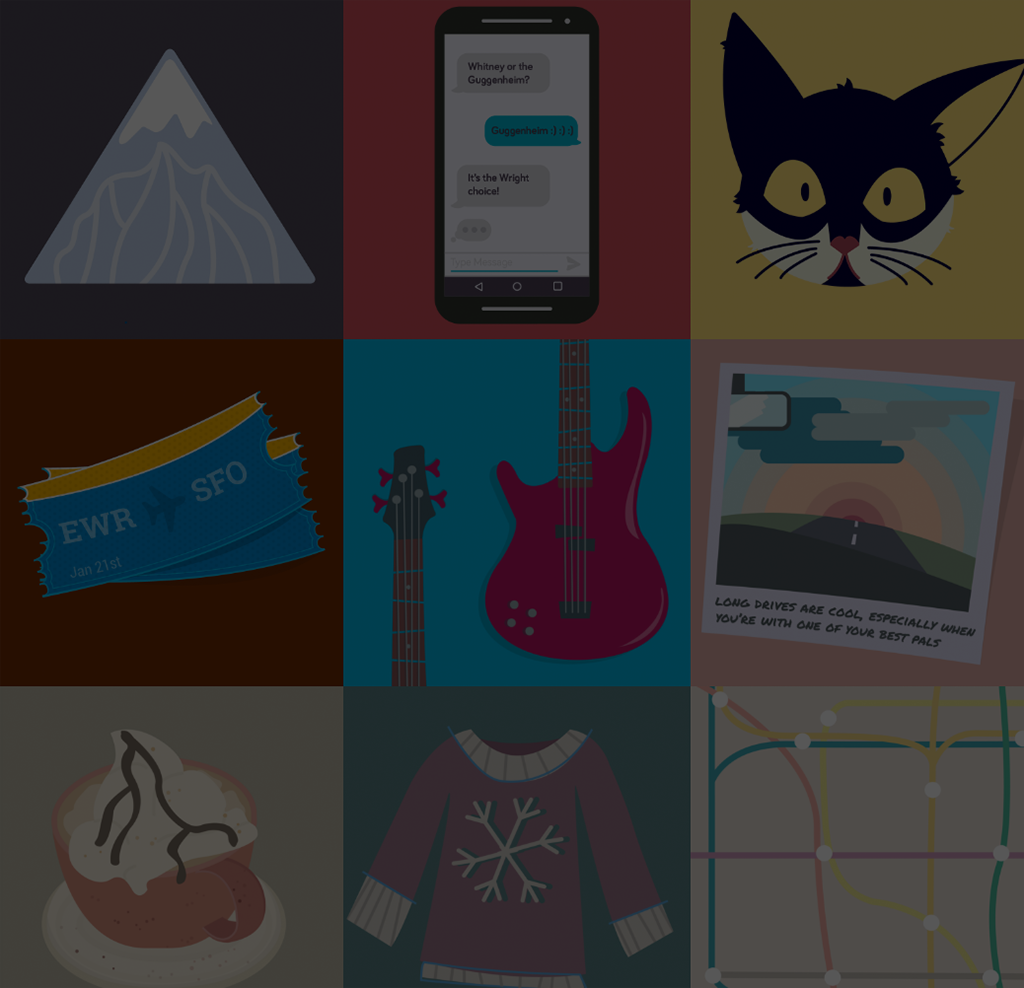 Whitney or the
Guggenheim?
Guggenheim :) :) :)
It's the Wright
choice!
Type Message
EWR SFO
Jan 21st
LONG DRIVES ARE COOL, ESPECIALLY WHEN
YOU'RE WITH ONE OF YOUR BEST PALS